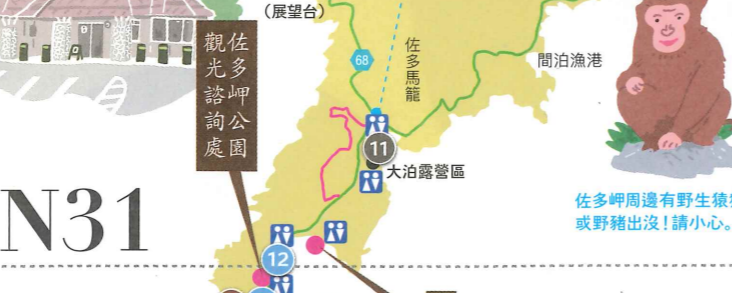 （展望台）
佐多岬公園
觀光諮詢處
68
佐多馬籠
間泊漁港
11
大泊露營區
佐多岬周邊有野生猿
或野豬出沒！請小心。
N31
12